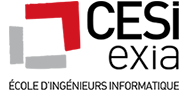 CESi
exia
ÉCOLE D'INGÉNIEURS INFORMATIQUE